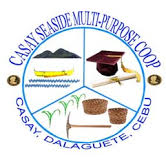 CASAY SEASIDE MULTI-PURPOSE COOP
CASAY, DALAGUETE, CEBU